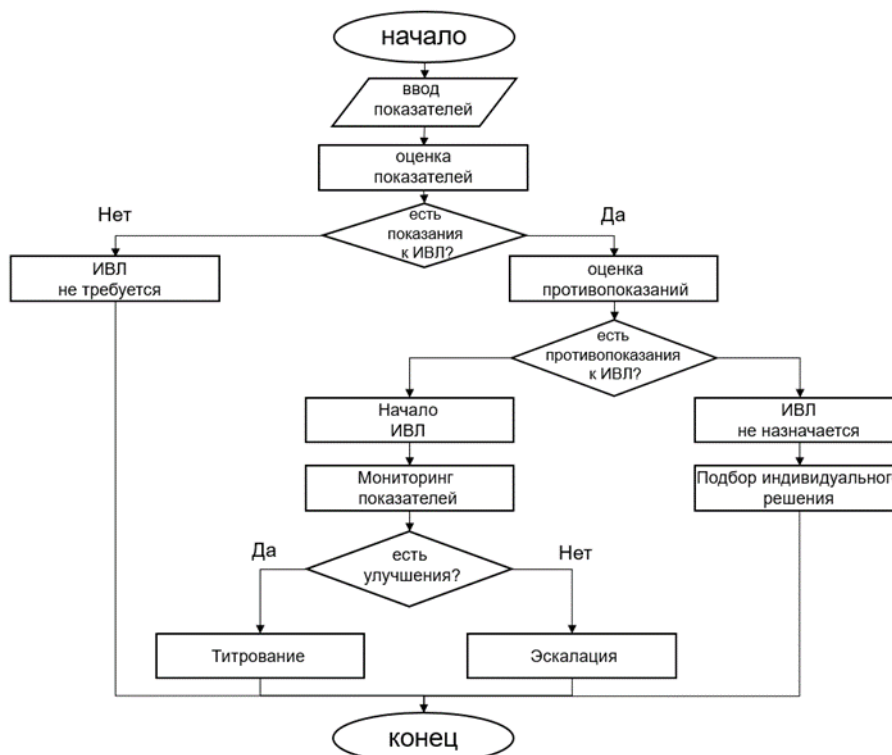 начало
ввод
показателей
оценка
показателей
Нет
есть
показания
к ИВЛ?
Да
ИВЛ
не требуется
оценка
противопоказаний
есть
противопоказания
к ИВЛ?
Начало
ИВЛ
ИВЛ
не назначается
Мониторинг
показателей
Подбор индивидуального
решения
Да
есть
улучшения?
Нет
Титрование
Эскалация
конец